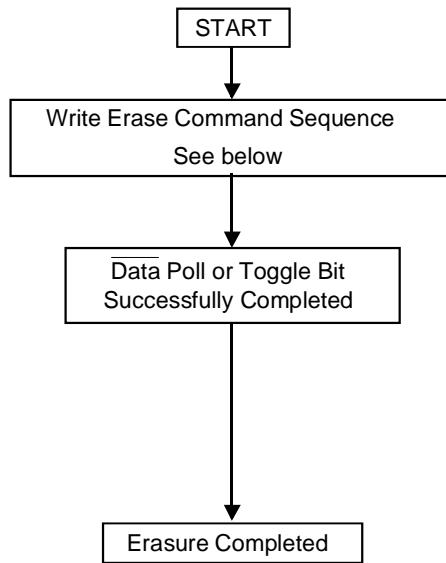 START
Write Erase Command Sequence
See below
Data Poll or Toggle Bit
Successfully Completed
Erasure Completed